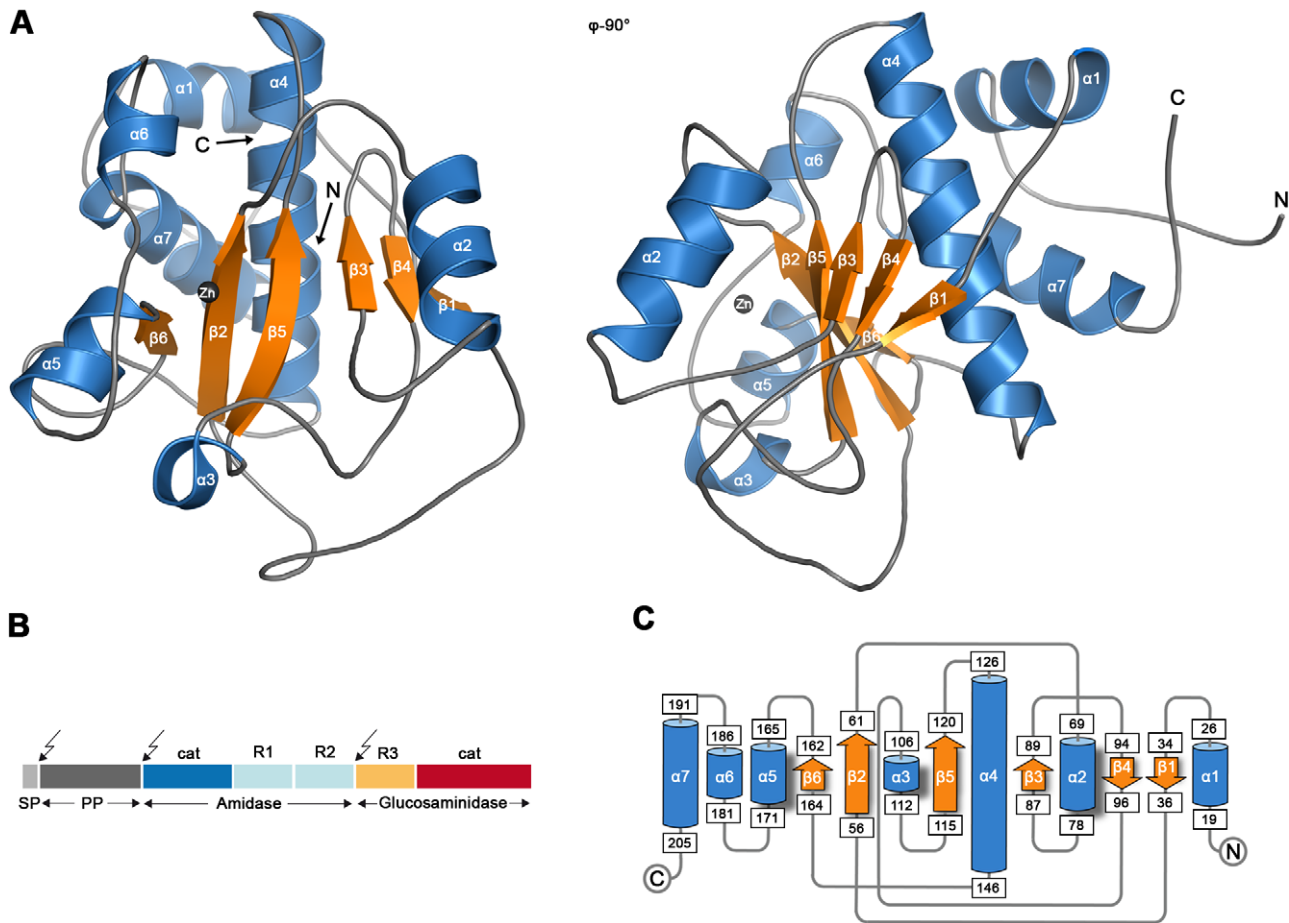 A
φ-90°
α1
α4
α6
C
N
α7
α2
Zn
β3
β4
β1
β2
β5
β6
α5
α3
α4
α1
C
α6
N
α2
β2
β5
β3
β4
α7
Zn
β1
β6
α5
α3
B
cat R1 R2 R3 cat
SP PP Amidase Glucosaminidase
C
126
191 186 165 162 61 106 120 89 69 94 34 26
α7 α6 α5 β6 β2 α3 β5 α4 β3 α2 β4 β1 α1
181 171 164 56 112 115 87 78 96 36 19
205
146
C N